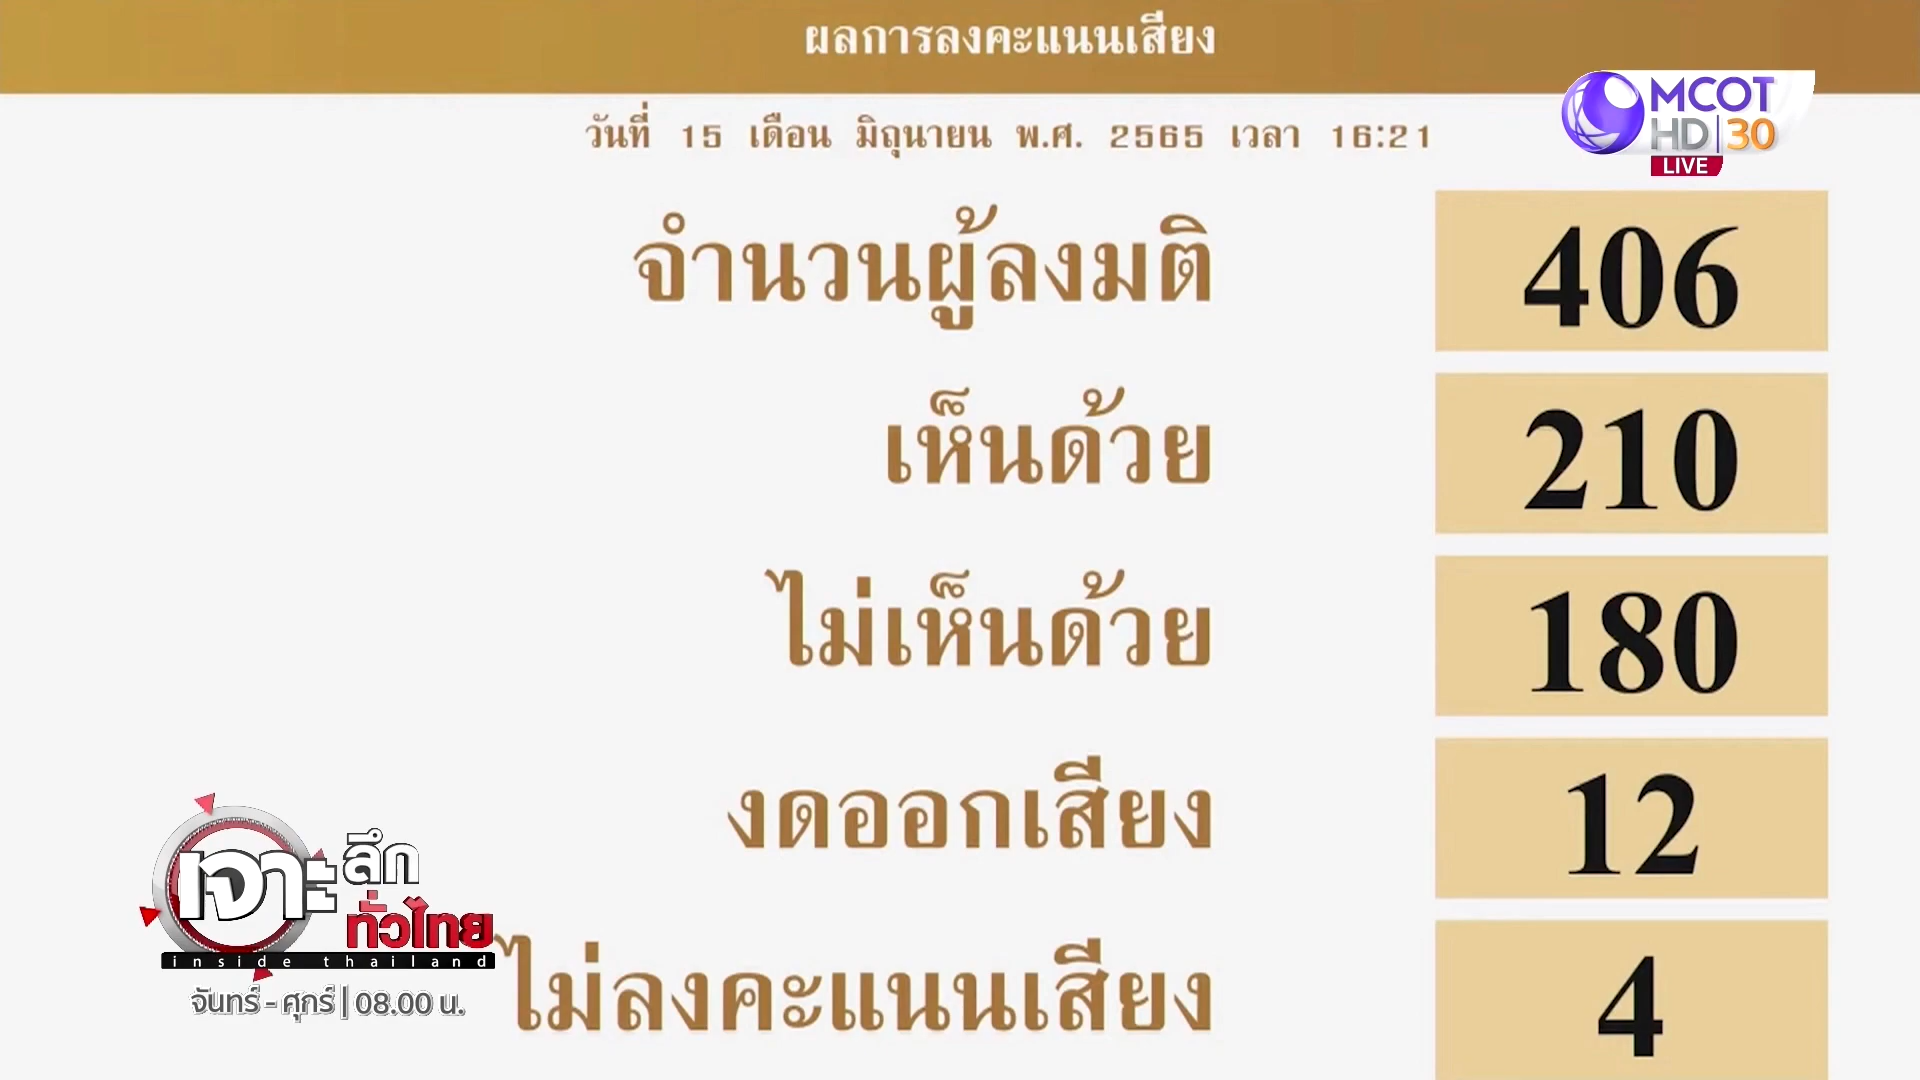 ผลการลงคะแนนเสียง
วันที่ 15 เดือน มิถุนายน พ.ศ. 2565 เวลา 16:21
MCOT
HD 30
LIVE
จำนวนผู้ลงมติ 406
เห็นด้วย 210
ไม่เห็นด้วย 180
งดออกเสียง 12
ไม่ลงคะแนนเสียง 4
เจาะลึก
ทั่วไทย
inside thailand
จันทร์ - ศุกร์ | 08.00 น.